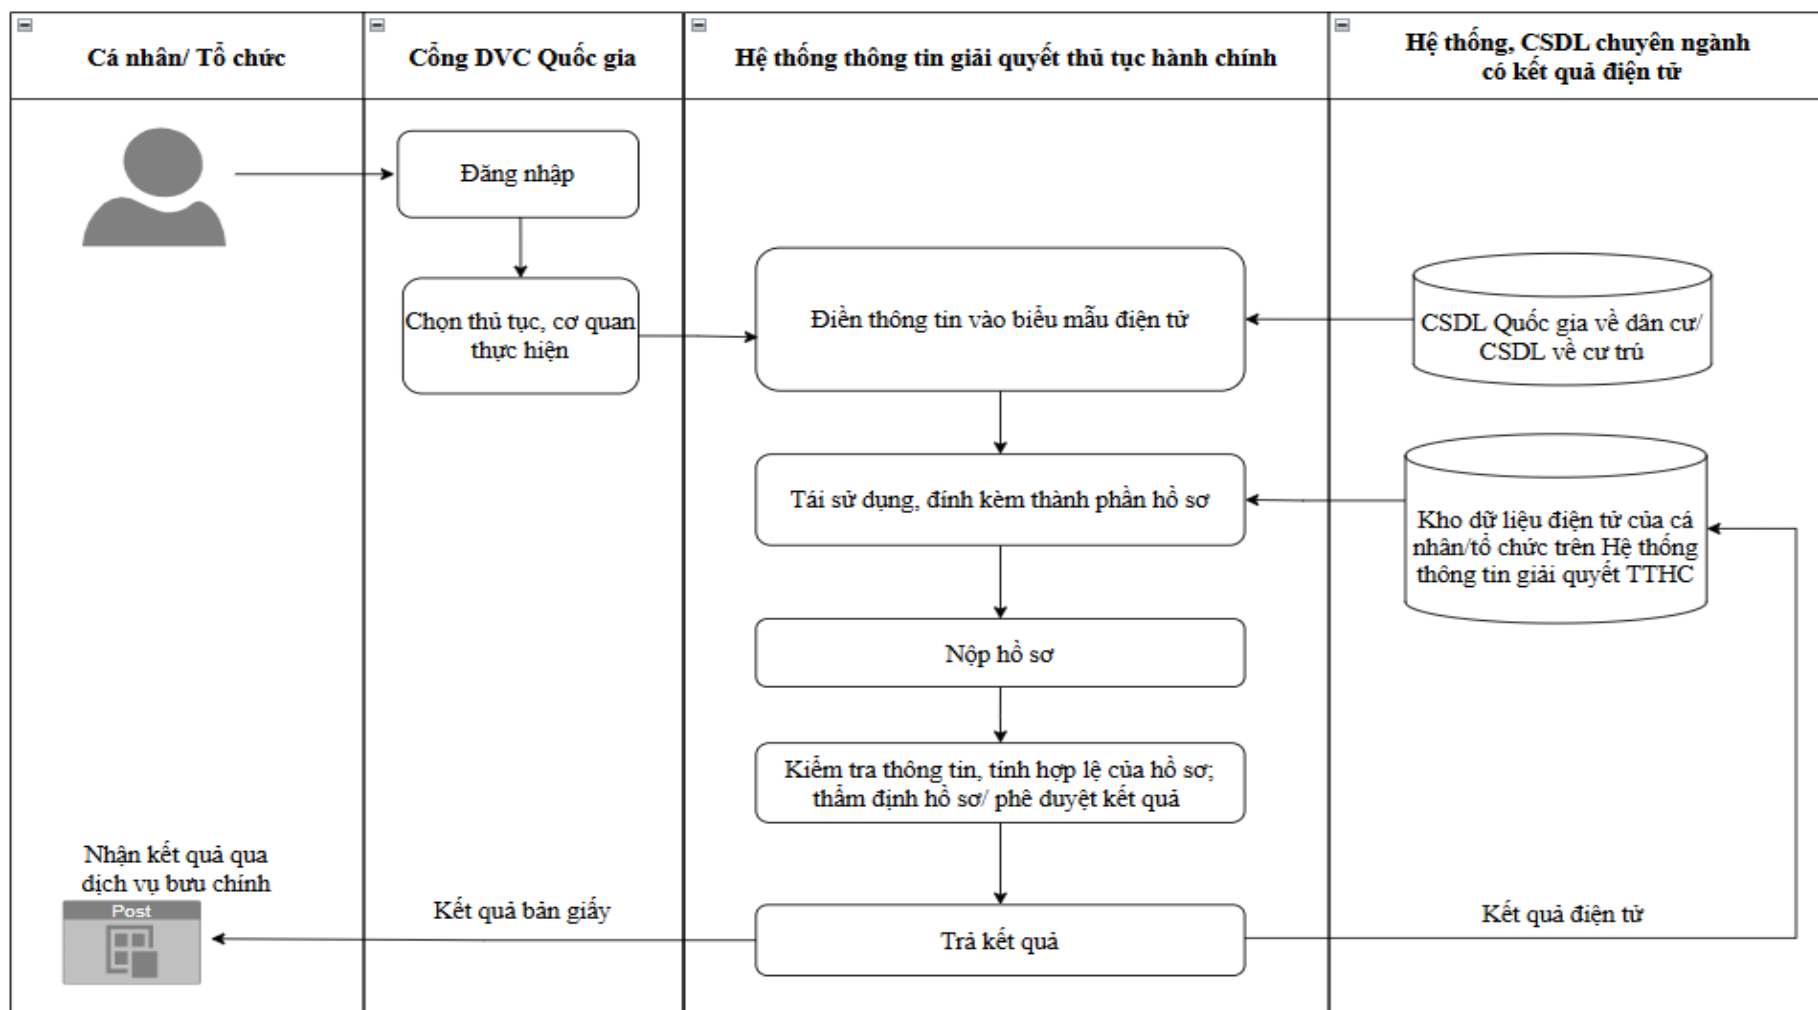 Cá nhân/ Tổ chức
Cổng DVC Quốc gia
Hệ thống thông tin giải quyết thủ tục hành chính
Hệ thống, CSDL chuyên ngành
có kết quả điện tử
Đăng nhập
Chọn thủ tục, cơ quan
thực hiện
Điền thông tin vào biểu mẫu điện tử
CSDL Quốc gia về dân cư/
CSDL về cư trú
Tái sử dụng, đính kèm thành phần hồ sơ
Kho dữ liệu điện tử của cá
nhân/tổ chức trên Hệ thống
thông tin giải quyết TTHC
Nộp hồ sơ
Kiểm tra thông tin, tính hợp lệ của hồ sơ;
thẩm định hồ sơ/ phê duyệt kết quả
Nhận kết quả qua
dịch vụ bưu chính
Post
Kết quả bản giấy
Trả kết quả
Kết quả điện tử